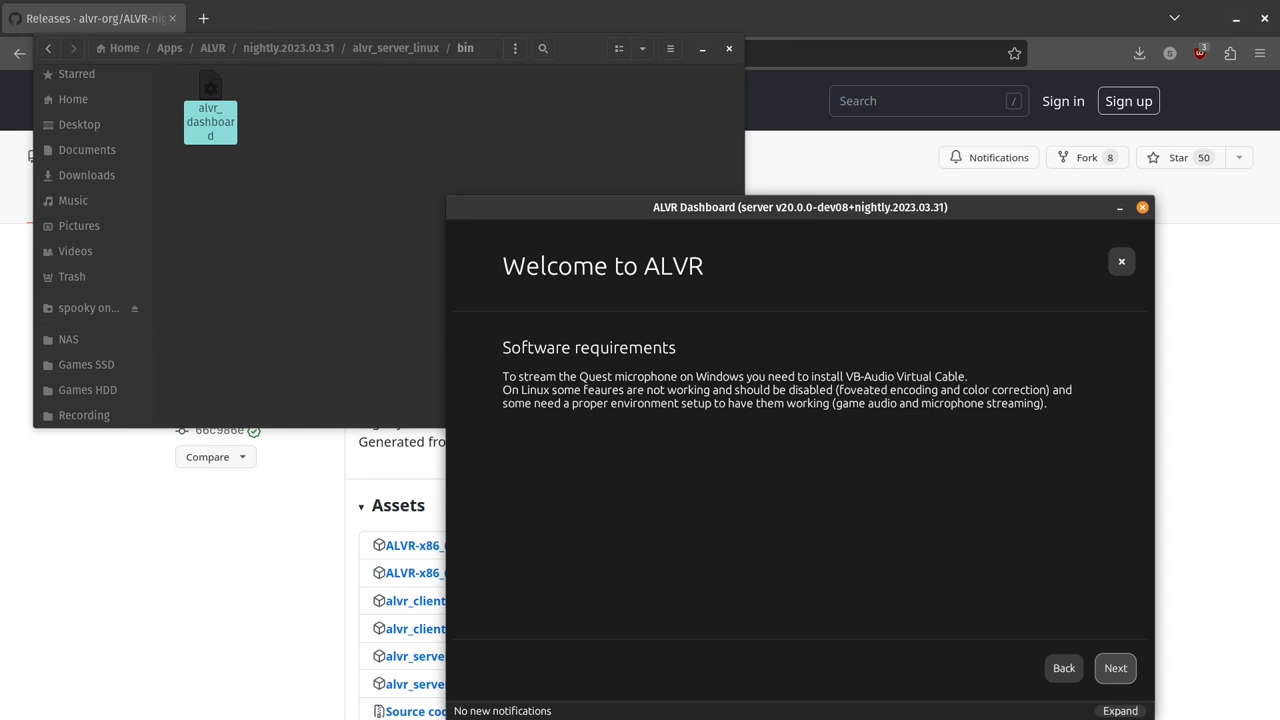 Releases · alvr-org/ALVR-nig
Home / Apps / ALVR / nightly.2023.03.31 / alvr_server_linux / bin
3
S
Search
/
Sign in
Sign up
Starred
Home
Desktop
Documents
Downloads
Music
Pictures
Videos
Trash
spooky on...
NAS
Games SSD
Games HDD
Recording
alvr_
dashboar
d
Notifications
Fork 8
Star 50
ALVR Dashboard (server v20.0.0-dev08+nightly.2023.03.31)
Welcome to ALVR
Software requirements
To stream the Quest microphone on Windows you need to install VB-Audio Virtual Cable.
On Linux some feaures are not working and should be disabled (foveated encoding and color correction) and
some need a proper environment setup to have them working (game audio and microphone streaming).
Back
Next
No new notifications
Expand
66c986e
Compare
Generated fro
Assets
ALVR-x86_
ALVR-x86_
alvr_client
alvr_client
alvr_serve
alvr_serve
Source cod